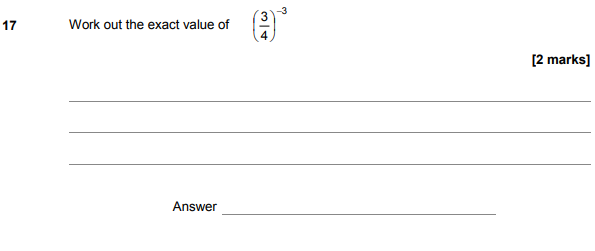 17 Work out the exact value of (3/4)⁻³
[2 marks]
Answer